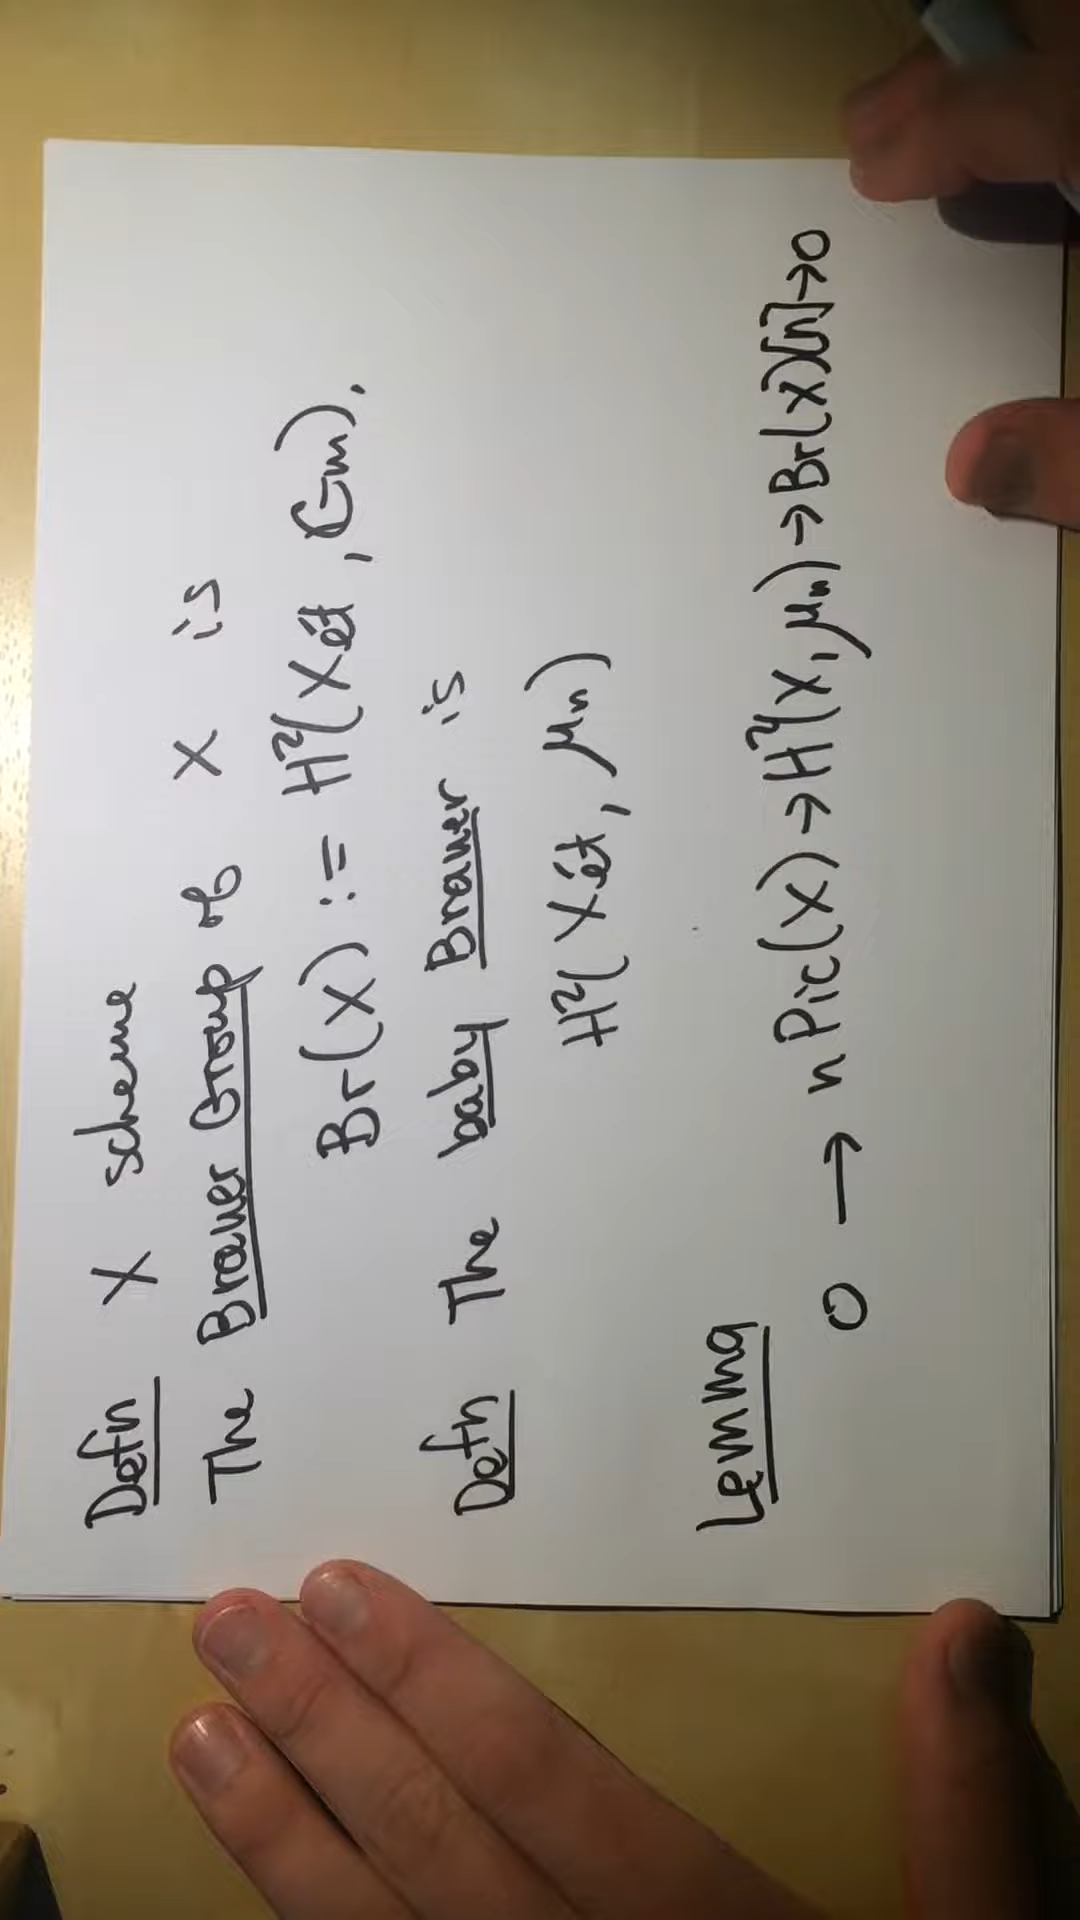 Defn X scheme
The Brauer Group of X is
Br(X) := H²(Xét, Gm).
Defn The baby Brauer is
H²(Xét, μn)
Lemma
0 → n Pic(X) → H²(X, μn) → Br(X)[n] → 0